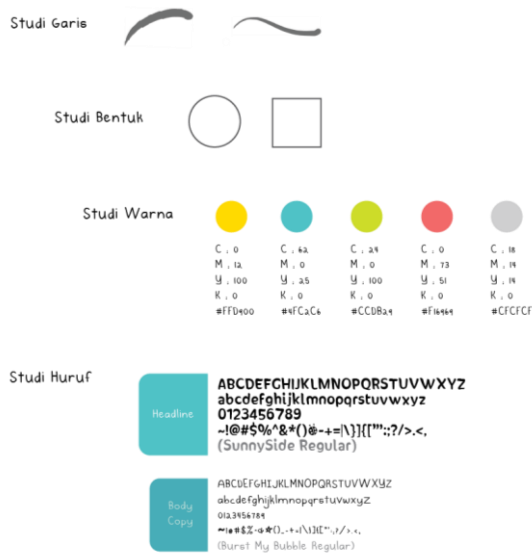 Studi Garis
Studi Bentuk
Studi Warna
C , 0
M , 12
Y , 100
K , 0
#FFD900
C , 62
M , 0
Y , 25
K , 0
#4FC2C6
C , 24
M , 0
Y , 100
K , 0
#CCDB29
C , 0
M , 73
Y , 51
K , 0
#F16969
C , 18
M , 14
Y , 14
K , 0
#CFCFCF
Studi Huruf
Headline
ABCDEFGHIJKLMNOPQRSTUVWXYZ
abcdefghijklmnopqrstuvwxyz
0123456789
~!@#$%^&*()_-+=|\}]{["':;?/>.<,
(SunnySide Regular)
Body
Copy
ABCDEFGHIJKLMNOPQRSTUVWXYZ
abcdefghijklmnopqrstuvwxyz
0123456789
(Burst My Bubble Regular)